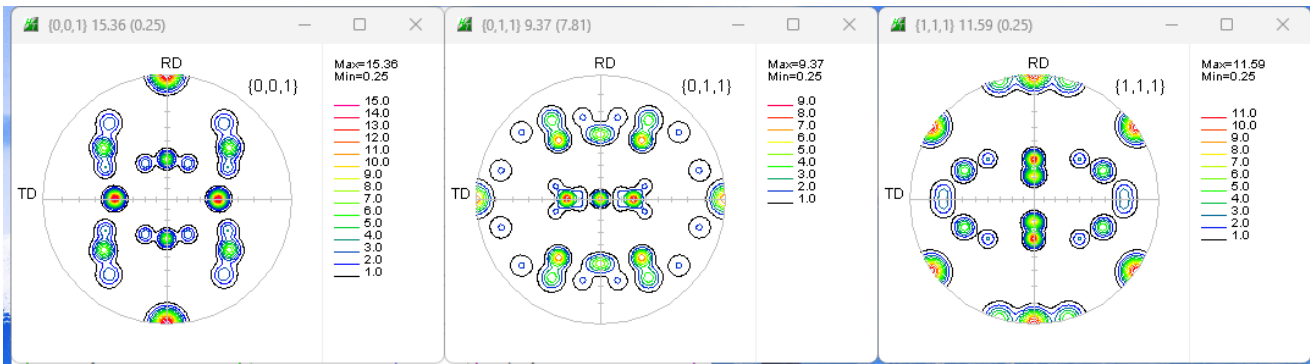 {0,0,1} 15.36 (0.25)
RD
TD
{0,0,1}
Max=15.36
Min=0.25
15.0
14.0
13.0
12.0
11.0
10.0
9.0
8.0
7.0
6.0
5.0
4.0
3.0
2.0
1.0
{0,1,1} 9.37 (7.81)
RD
TD
{0,1,1}
Max=9.37
Min=0.25
9.0
8.0
7.0
6.0
5.0
4.0
3.0
2.0
1.0
{1,1,1} 11.59 (0.25)
RD
TD
{1,1,1}
Max=11.59
Min=0.25
11.0
10.0
9.0
8.0
7.0
6.0
5.0
4.0
3.0
2.0
1.0